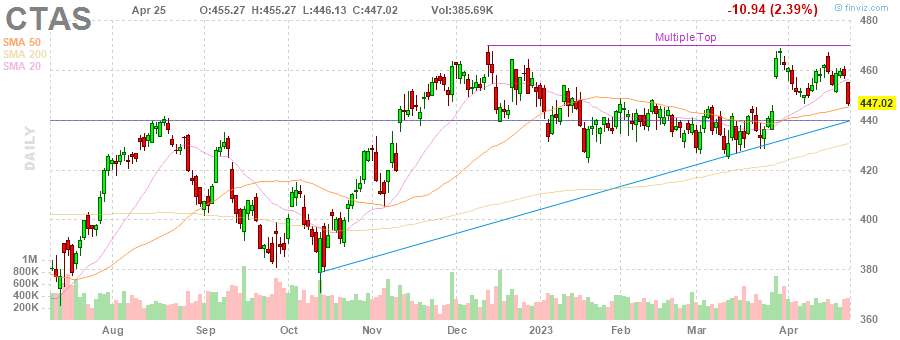 CTAS Apr 25 O:455.27 H:455.27 L:446.13 C:447.02 Vol:385.69K -10.94 (2.39%) finviz.com
SMA 50
SMA 200
SMA 20
Multiple Top
DAILY
480
460
447.02
440
420
400
380
360
1M
800K
600K
400K
200K
Aug Sep Oct Nov Dec 2023 Feb Mar Apr